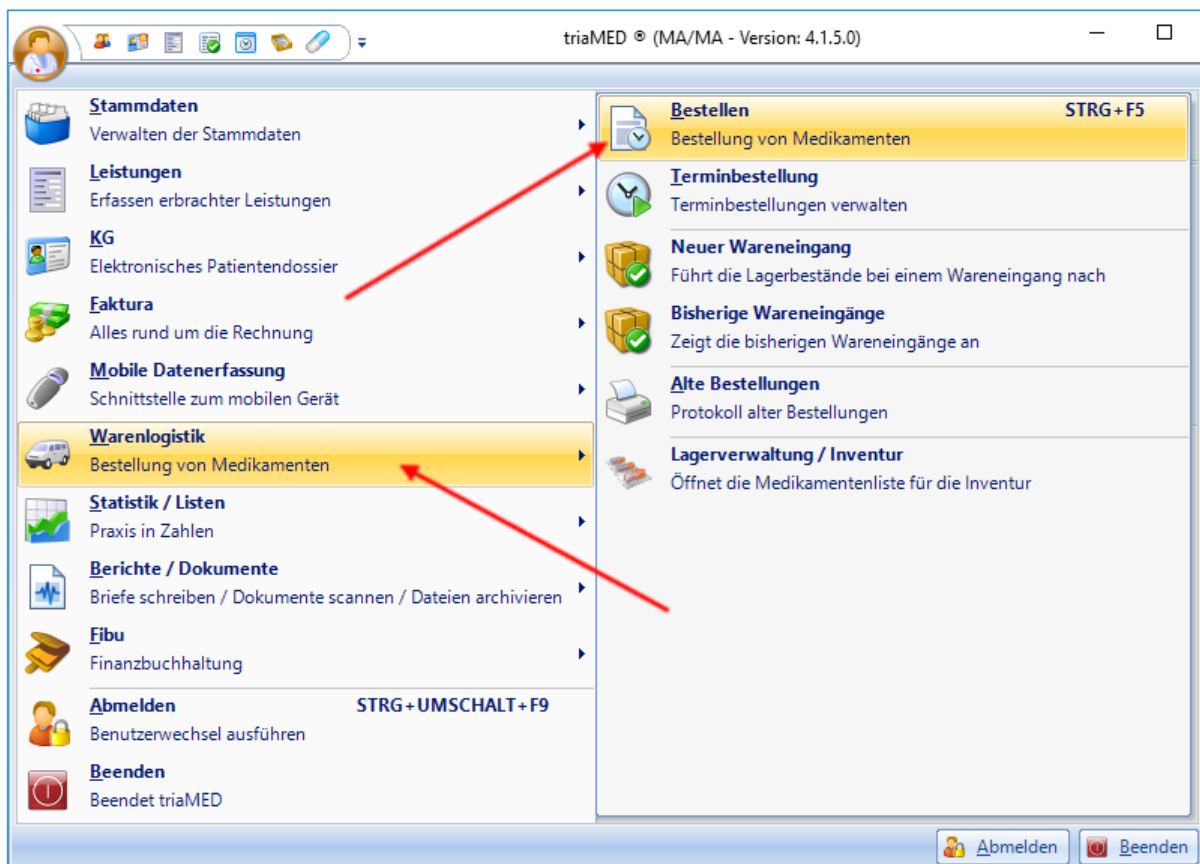 triaMED ® (MA/MA - Version: 4.1.5.0)
Stammdaten
Verwalten der Stammdaten
Leistungen
Erfassen erbrachter Leistungen
KG
Elektronisches Patientendossier
Faktura
Alles rund um die Rechnung
Mobile Datenerfassung
Schnittstelle zum mobilen Gerät
Warenlogistik
Bestellung von Medikamenten
Statistik / Listen
Praxis in Zahlen
Berichte / Dokumente
Briefe schreiben / Dokumente scannen / Dateien archivieren
Fibu
Finanzbuchhaltung
Abmelden STRG+UMSCHALT+F9
Benutzerwechsel ausführen
Beenden
Beendet triaMED
Bestellen STRG+F5
Bestellung von Medikamenten
Terminbestellung
Terminbestellungen verwalten
Neuer Wareneingang
Führt die Lagerbestände bei einem Wareneingang nach
Bisherige Wareneingänge
Zeigt die bisherigen Wareneingänge an
Alte Bestellungen
Protokoll alter Bestellungen
Lagerverwaltung / Inventur
Öffnet die Medikamentenliste für die Inventur
Abmelden Beenden